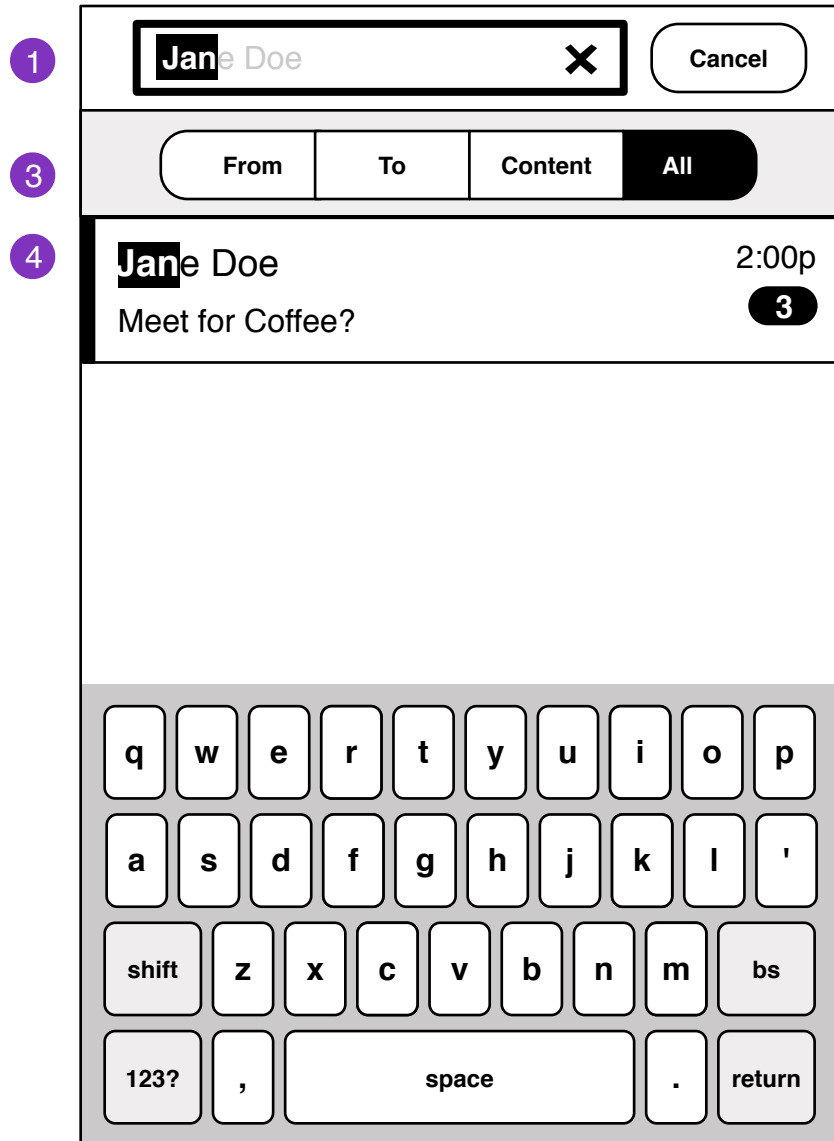 1 Jane Doe × Cancel
3 From To Content All
4 Jane Doe 2:00p
Meet for Coffee? 3
q w e r t y u i o p
a s d f g h j k l '
shift z x c v b n m bs
123? , space . return